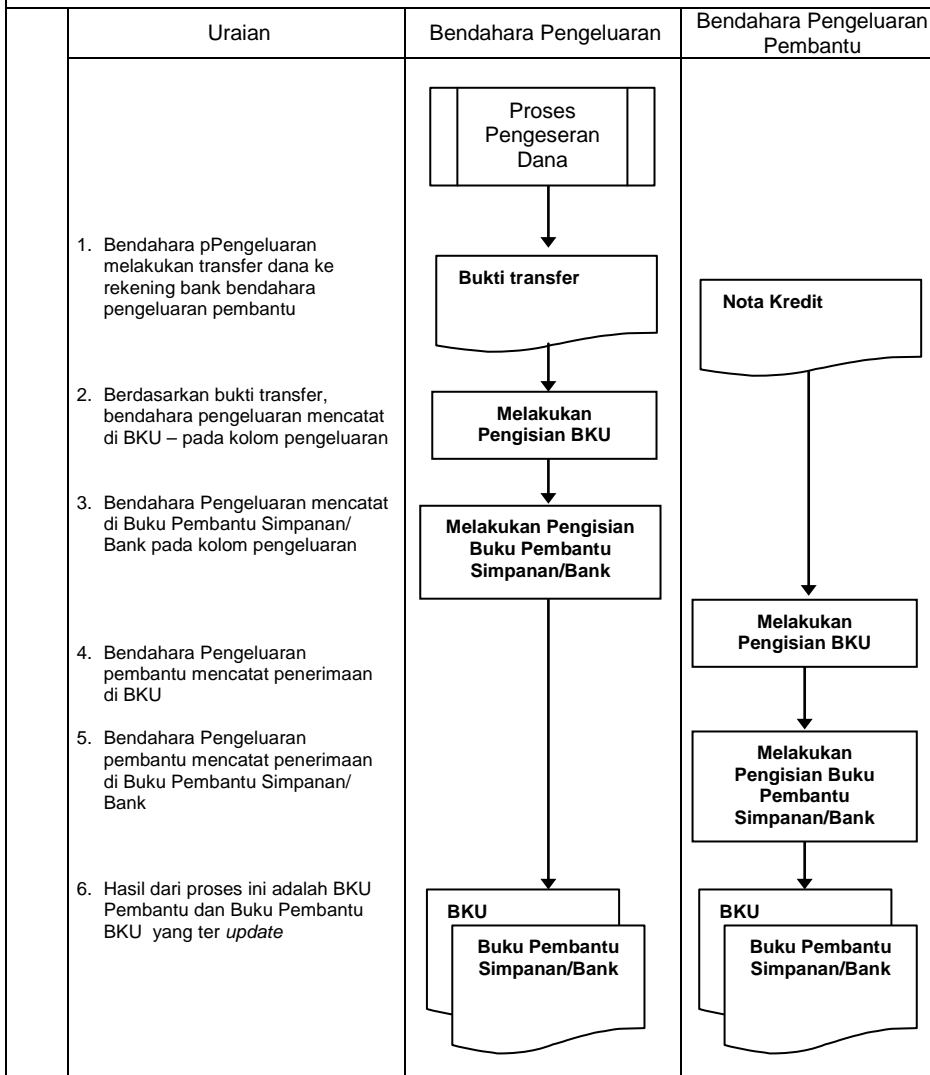 Uraian
Bendahara Pengeluaran
Bendahara Pengeluaran
Pembantu
Proses
Pengeseran
Dana
1. Bendahara pPengeluaran
melakukan transfer dana ke
rekening bank bendahara
pengeluaran pembantu
Bukti transfer
Nota Kredit
2. Berdasarkan bukti transfer,
bendahara pengeluaran mencatat
di BKU – pada kolom pengeluaran
Melakukan
Pengisian BKU
3. Bendahara Pengeluaran mencatat
di Buku Pembantu Simpanan/
Bank pada kolom pengeluaran
Melakukan Pengisian
Buku Pembantu
Simpanan/Bank
4. Bendahara Pengeluaran
pembantu mencatat penerimaan
di BKU
Melakukan
Pengisian BKU
5. Bendahara Pengeluaran
pembantu mencatat penerimaan
di Buku Pembantu Simpanan/
Bank
Melakukan
Pengisian Buku
Pembantu
Simpanan/Bank
6. Hasil dari proses ini adalah BKU
Pembantu dan Buku Pembantu
BKU yang ter update
BKU
Buku Pembantu
Simpanan/Bank
BKU
Buku Pembantu
Simpanan/Bank